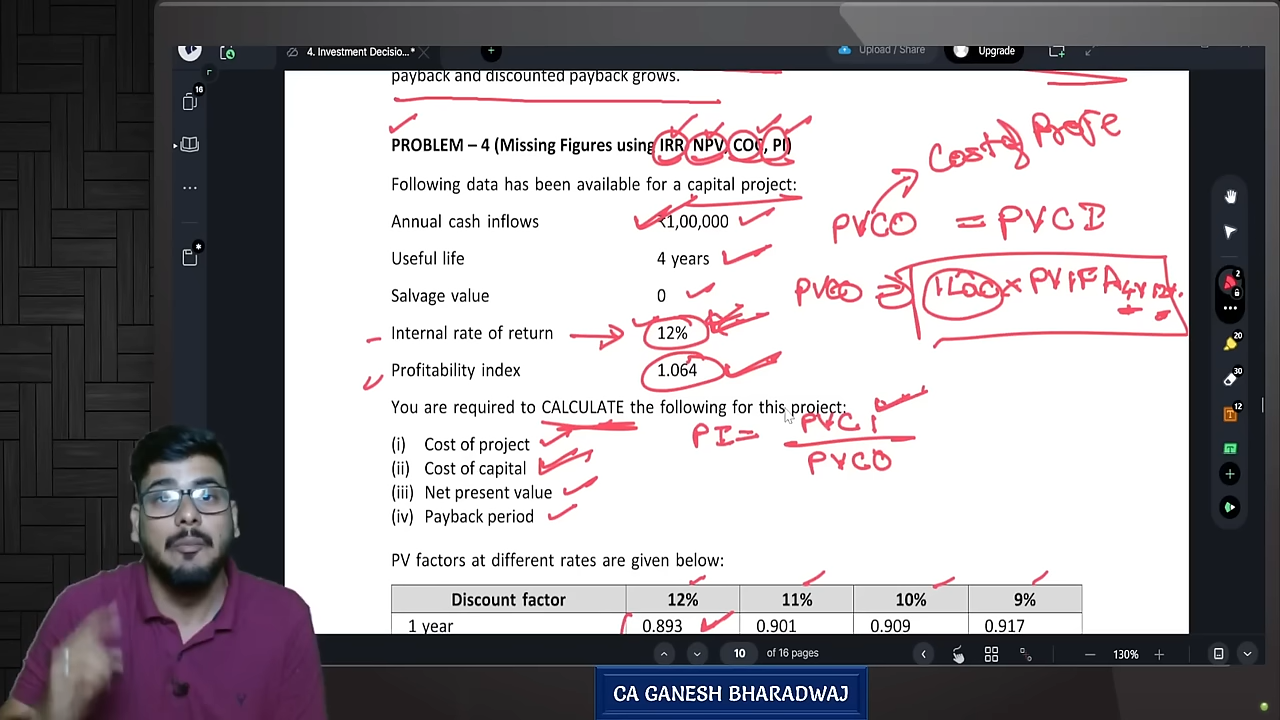 4. Investment Decisio...*
Upload / Share
Upgrade
payback and discounted payback grows.
PROBLEM – 4 (Missing Figures using IRR, NPV, COC, PI)
Following data has been available for a capital project:
Annual cash inflows ₹1,00,000
Useful life 4 years
Salvage value 0
Internal rate of return 12%
Profitability index 1.064
You are required to CALCULATE the following for this project:
(i) Cost of project
(ii) Cost of capital
(iii) Net present value
(iv) Payback period
PV factors at different rates are given below:
Discount factor 12% 11% 10% 9%
1 year 0.893 0.901 0.909 0.917
Cost of
PVCO = PVCI
PVCO
× PVIFA
PI = PVCI
PVCO
16
2
20
30
12
10 of 16 pages
130%
CA GANESH BHARADWAJ